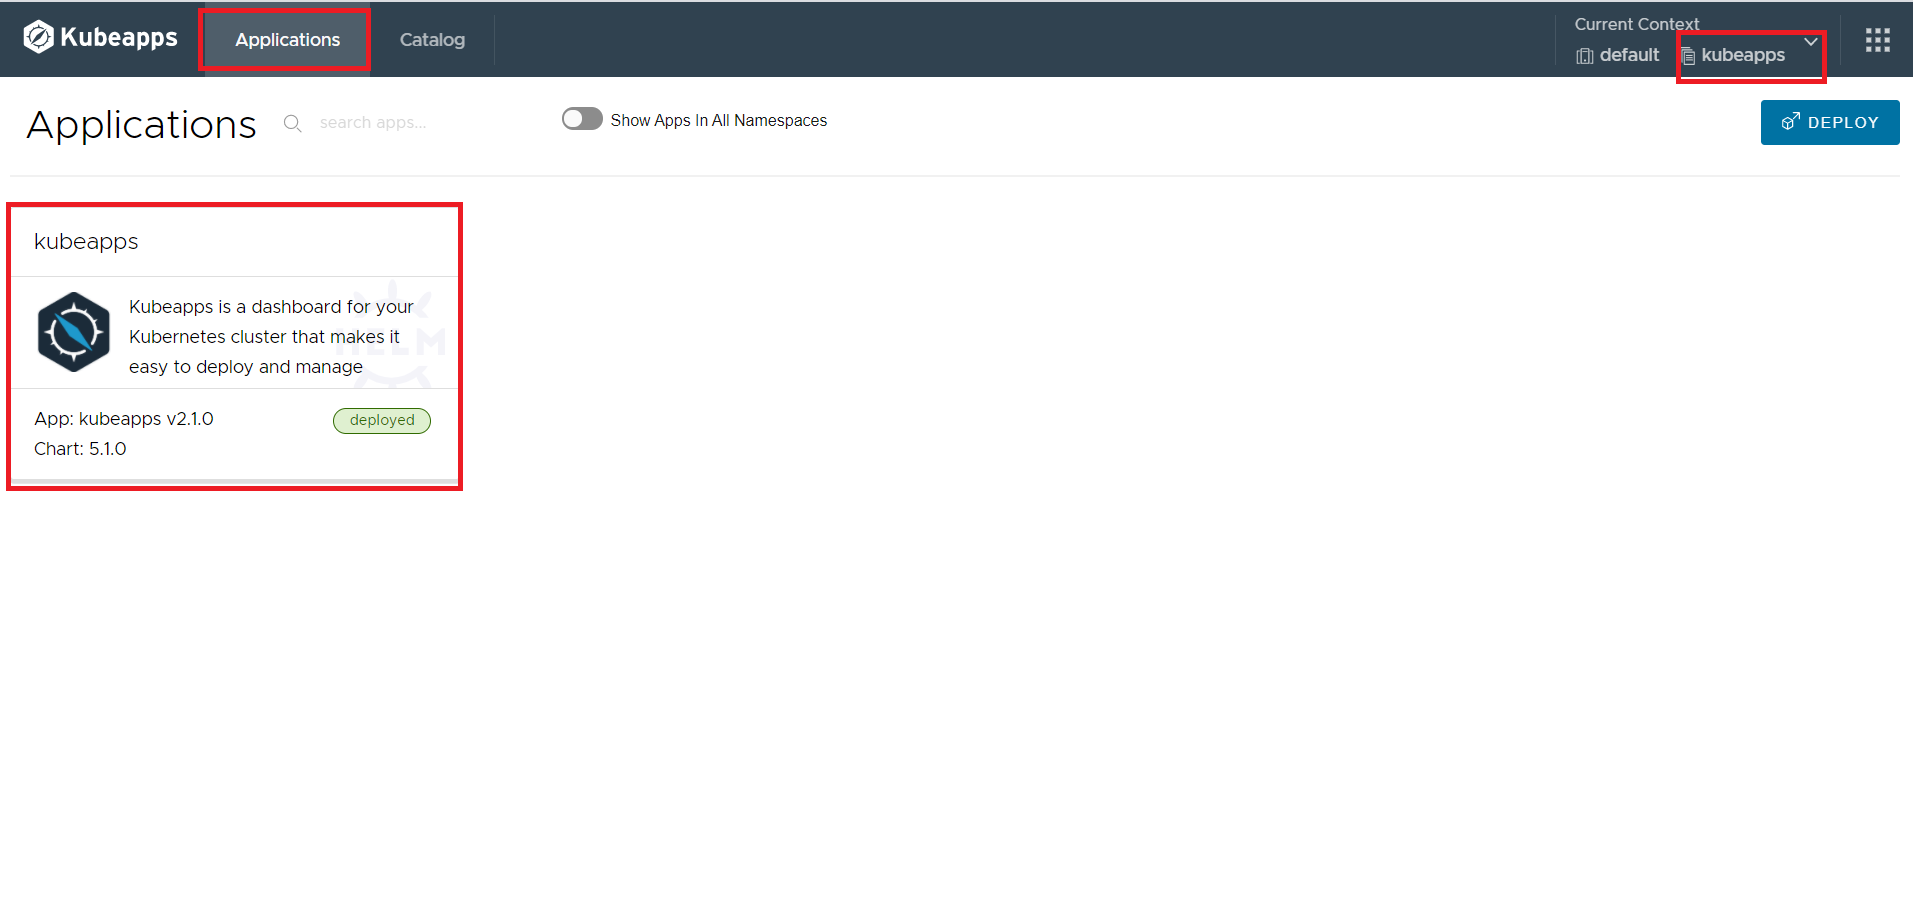 Kubeapps
Applications
Catalog
Current Context
default
kubeapps
Applications
search apps...
Show Apps In All Namespaces
DEPLOY
kubeapps
Kubeapps is a dashboard for your
Kubernetes cluster that makes it
easy to deploy and manage
HELM
App: kubeapps v2.1.0
deployed
Chart: 5.1.0